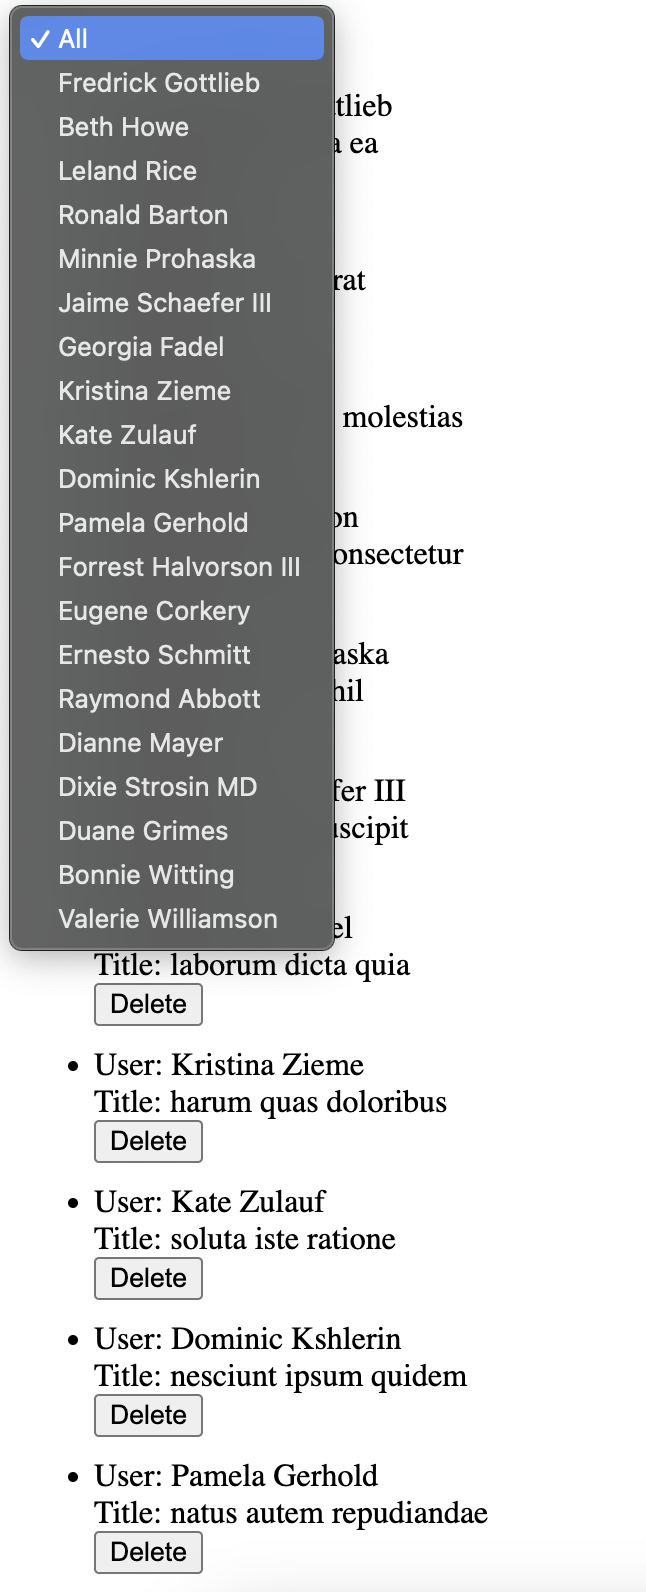 ✓ All
Fredrick Gottlieb
Beth Howe
Leland Rice
Ronald Barton
Minnie Prohaska
Jaime Schaefer III
Georgia Fadel
Kristina Zieme
Kate Zulauf
Dominic Kshlerin
Pamela Gerhold
Forrest Halvorson III
Eugene Corkery
Ernesto Schmitt
Raymond Abbott
Dianne Mayer
Dixie Strosin MD
Duane Grimes
Bonnie Witting
Valerie Williamson
tlieb
a ea
rat
molestias
on
onsectetur
aska
hil
fer III
uscipit
el
Title: laborum dicta quia
Delete
• User: Kristina Zieme
Title: harum quas doloribus
Delete
• User: Kate Zulauf
Title: soluta iste ratione
Delete
• User: Dominic Kshlerin
Title: nesciunt ipsum quidem
Delete
• User: Pamela Gerhold
Title: natus autem repudiandae
Delete